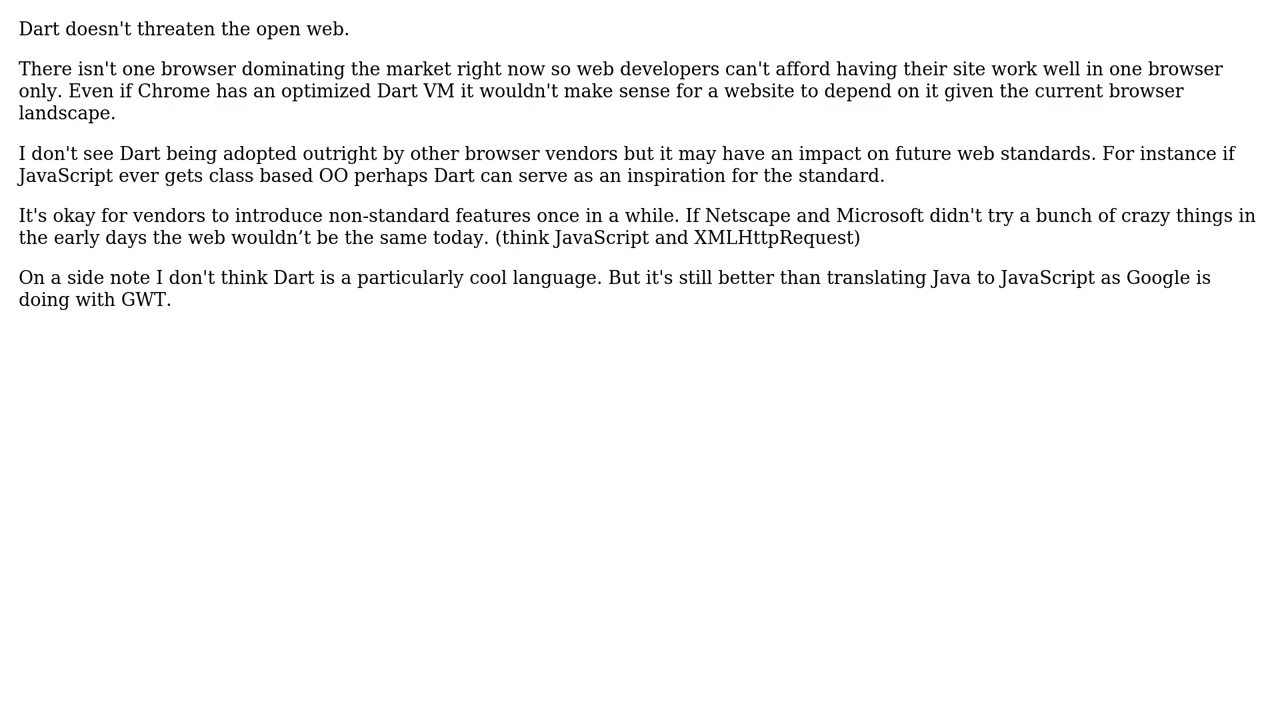 Dart doesn't threaten the open web.
There isn't one browser dominating the market right now so web developers can't afford having their site work well in one browser
only. Even if Chrome has an optimized Dart VM it wouldn't make sense for a website to depend on it given the current browser
landscape.
I don't see Dart being adopted outright by other browser vendors but it may have an impact on future web standards. For instance if
JavaScript ever gets class based OO perhaps Dart can serve as an inspiration for the standard.
It's okay for vendors to introduce non-standard features once in a while. If Netscape and Microsoft didn't try a bunch of crazy things in
the early days the web wouldn’t be the same today. (think JavaScript and XMLHttpRequest)
On a side note I don't think Dart is a particularly cool language. But it's still better than translating Java to JavaScript as Google is
doing with GWT.